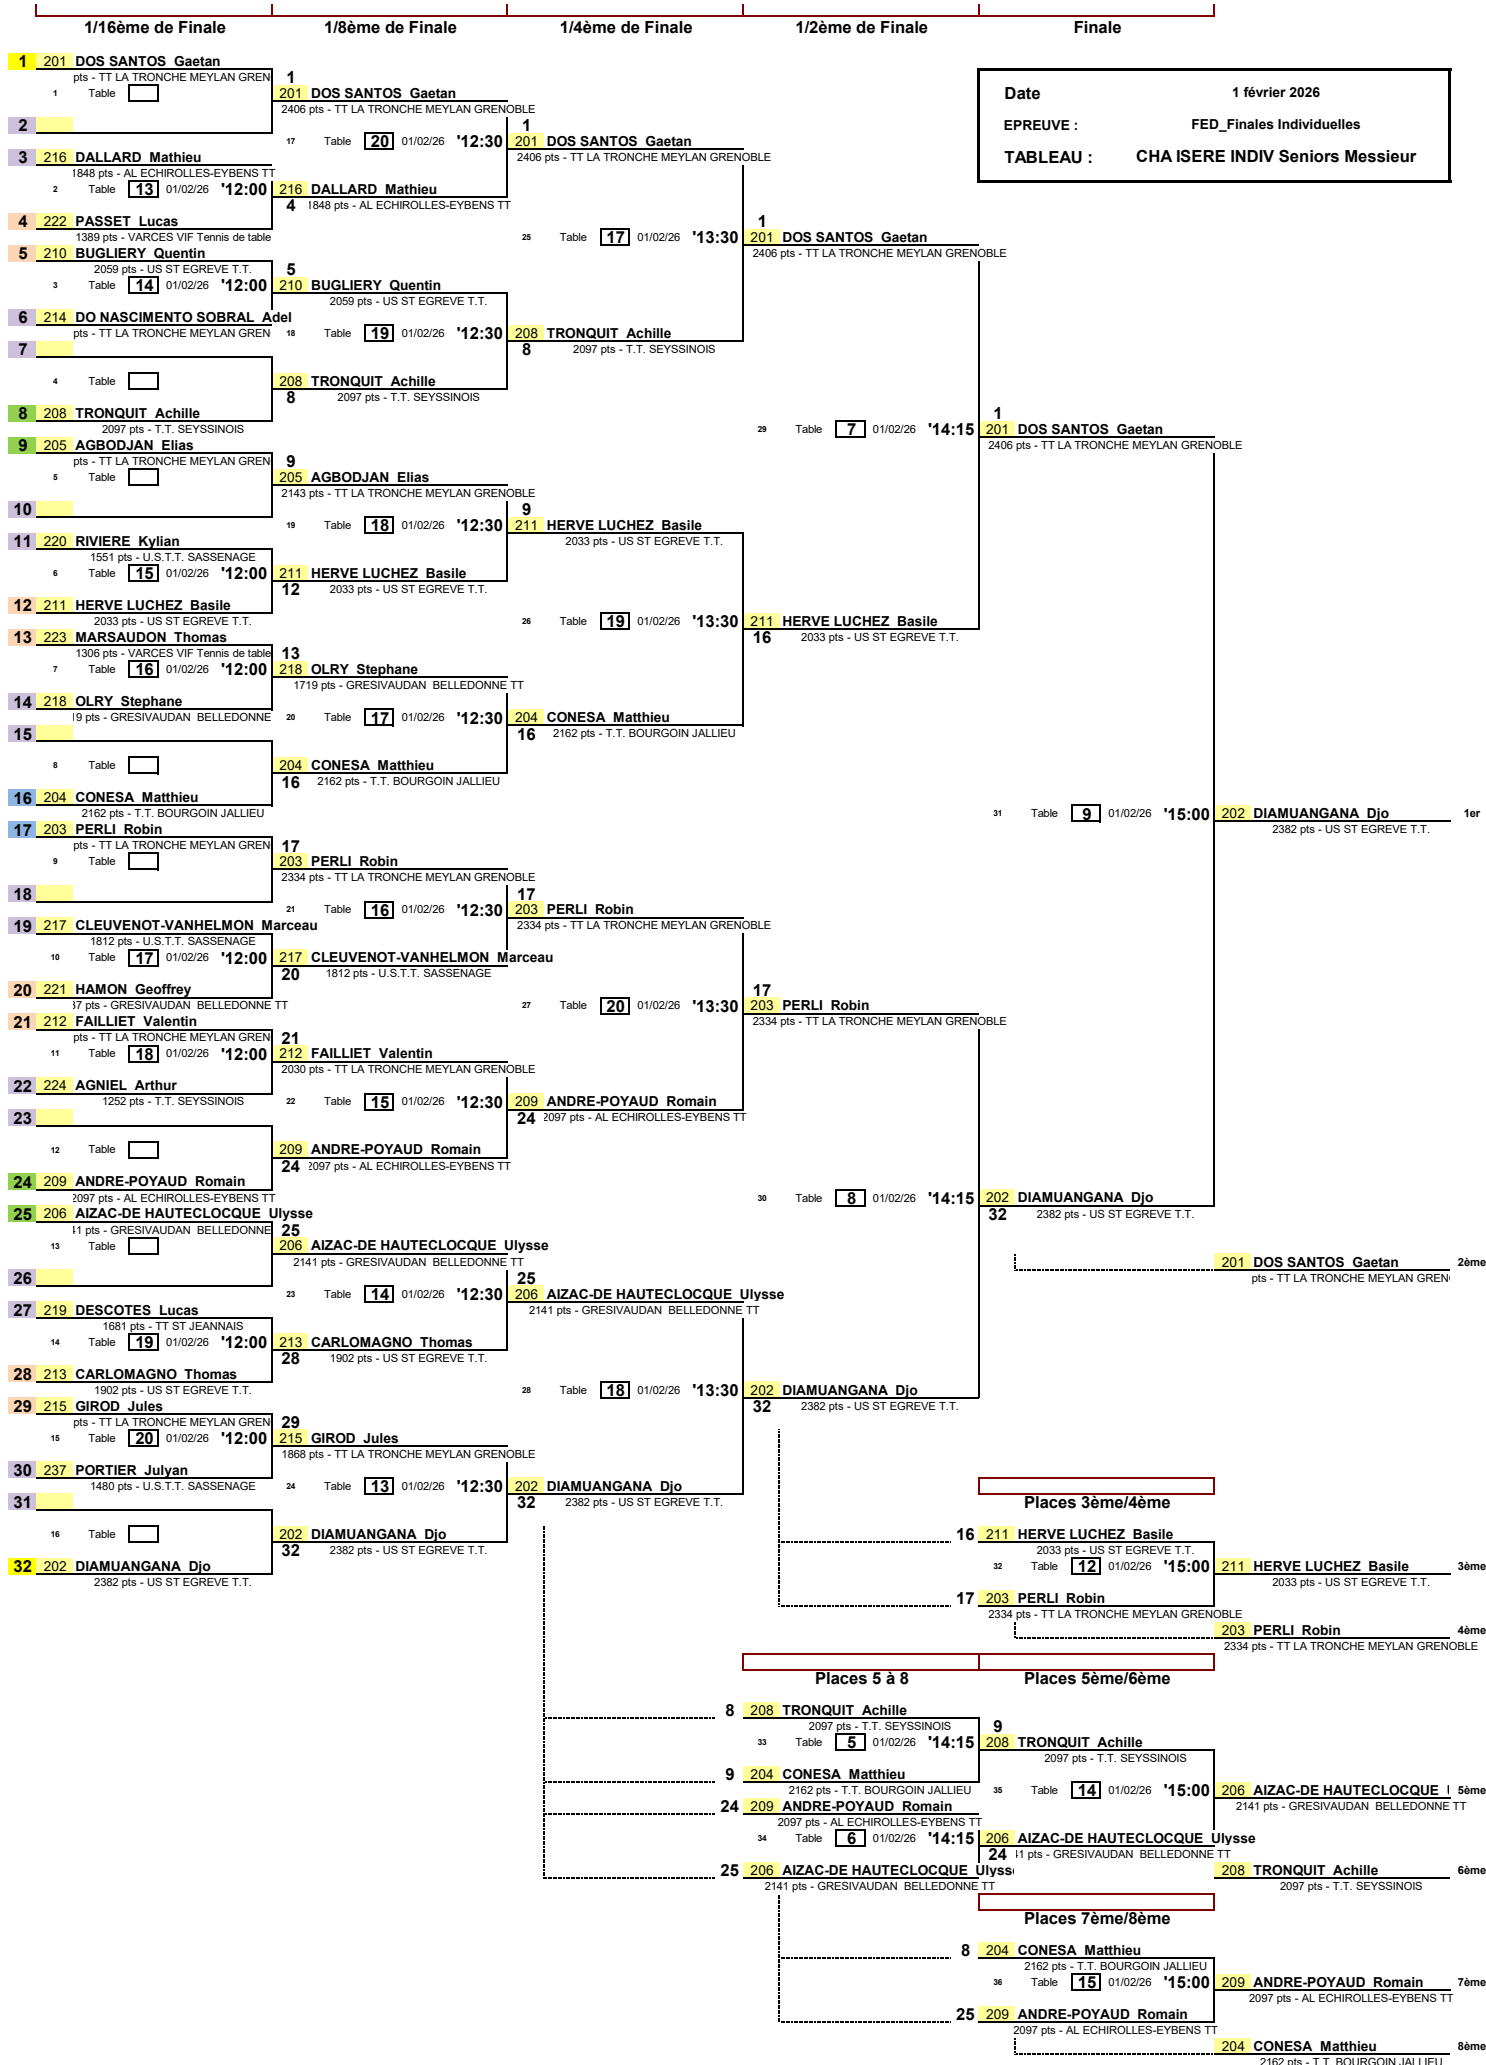 1/16ème de Finale 1/8ème de Finale 1/4ème de Finale 1/2ème de Finale Finale
1 201 DOS SANTOS Gaetan
pts - TT LA TRONCHE MEYLAN GREN
1 Table
2
3 216 DALLARD Mathieu
1848 pts - AL ECHIROLLES-EYBENS TT
2 Table 13 01/02/26 '12:00
4 222 PASSET Lucas
1389 pts - VARCES VIF Tennis de table
5 210 BUGLIERY Quentin
2059 pts - US ST EGREVE T.T.
3 Table 14 01/02/26 '12:00
6 214 DO NASCIMENTO SOBRAL Adel
pts - TT LA TRONCHE MEYLAN GREN
7
4 Table
8 208 TRONQUIT Achille
2097 pts - T.T. SEYSSINOIS
9 205 AGBODJAN Elias
pts - TT LA TRONCHE MEYLAN GREN
5 Table
10
11 220 RIVIERE Kylian
1551 pts - U.S.T.T. SASSENAGE
6 Table 15 01/02/26 '12:00
12 211 HERVE LUCHEZ Basile
2033 pts - US ST EGREVE T.T.
13 223 MARSAUDON Thomas
1306 pts - VARCES VIF Tennis de table
7 Table 16 01/02/26 '12:00
14 218 OLRY Stephane
19 pts - GRESIVAUDAN BELLEDONNE
15
8 Table
16 204 CONESA Matthieu
2162 pts - T.T. BOURGOIN JALLIEU
17 203 PERLI Robin
pts - TT LA TRONCHE MEYLAN GREN
9 Table
18
19 217 CLEUVENOT-VANHELMON Marceau
1812 pts - U.S.T.T. SASSENAGE
10 Table 17 01/02/26 '12:00
20 221 HAMON Geoffrey
37 pts - GRESIVAUDAN BELLEDONNE TT
21 212 FAILLIET Valentin
pts - TT LA TRONCHE MEYLAN GREN
11 Table 18 01/02/26 '12:00
22 224 AGNIEL Arthur
1252 pts - T.T. SEYSSINOIS
23
12 Table
24 209 ANDRE-POYAUD Romain
2097 pts - AL ECHIROLLES-EYBENS TT
25 206 AIZAC-DE HAUTECLOCQUE Ulysse
41 pts - GRESIVAUDAN BELLEDONNE
13 Table
26
27 219 DESCOTES Lucas
1681 pts - TT ST JEANNAIS
14 Table 19 01/02/26 '12:00
28 213 CARLOMAGNO Thomas
1902 pts - US ST EGREVE T.T.
29 215 GIROD Jules
pts - TT LA TRONCHE MEYLAN GREN
15 Table 20 01/02/26 '12:00
30 237 PORTIER Julyan
1480 pts - U.S.T.T. SASSENAGE
31
16 Table
32 202 DIAMUANGANA Djo
2382 pts - US ST EGREVE T.T.
1
201 DOS SANTOS Gaetan
2406 pts - TT LA TRONCHE MEYLAN GRENOBLE
17 Table 20 01/02/26 '12:30
216 DALLARD Mathieu
4 1848 pts - AL ECHIROLLES-EYBENS TT
5
210 BUGLIERY Quentin
2059 pts - US ST EGREVE T.T.
18 Table 19 01/02/26 '12:30
208 TRONQUIT Achille
8 2097 pts - T.T. SEYSSINOIS
9
205 AGBODJAN Elias
2143 pts - TT LA TRONCHE MEYLAN GRENOBLE
19 Table 18 01/02/26 '12:30
211 HERVE LUCHEZ Basile
12 2033 pts - US ST EGREVE T.T.
13
218 OLRY Stephane
1719 pts - GRESIVAUDAN BELLEDONNE TT
20 Table 17 01/02/26 '12:30
204 CONESA Matthieu
16 2162 pts - T.T. BOURGOIN JALLIEU
17
203 PERLI Robin
2334 pts - TT LA TRONCHE MEYLAN GRENOBLE
21 Table 16 01/02/26 '12:30
217 CLEUVENOT-VANHELMON Marceau
20 1812 pts - U.S.T.T. SASSENAGE
21
212 FAILLIET Valentin
2030 pts - TT LA TRONCHE MEYLAN GRENOBLE
22 Table 15 01/02/26 '12:30
209 ANDRE-POYAUD Romain
24 2097 pts - AL ECHIROLLES-EYBENS TT
25
206 AIZAC-DE HAUTECLOCQUE Ulysse
2141 pts - GRESIVAUDAN BELLEDONNE TT
23 Table 14 01/02/26 '12:30
213 CARLOMAGNO Thomas
28 1902 pts - US ST EGREVE T.T.
29
215 GIROD Jules
1868 pts - TT LA TRONCHE MEYLAN GRENOBLE
24 Table 13 01/02/26 '12:30
202 DIAMUANGANA Djo
32 2382 pts - US ST EGREVE T.T.
1
201 DOS SANTOS Gaetan
2406 pts - TT LA TRONCHE MEYLAN GRENOBLE
25 Table 17 01/02/26 '13:30
208 TRONQUIT Achille
8 2097 pts - T.T. SEYSSINOIS
9
211 HERVE LUCHEZ Basile
2033 pts - US ST EGREVE T.T.
26 Table 19 01/02/26 '13:30
204 CONESA Matthieu
16 2162 pts - T.T. BOURGOIN JALLIEU
17
203 PERLI Robin
2334 pts - TT LA TRONCHE MEYLAN GRENOBLE
27 Table 20 01/02/26 '13:30
209 ANDRE-POYAUD Romain
24 2097 pts - AL ECHIROLLES-EYBENS TT
25
206 AIZAC-DE HAUTECLOCQUE Ulysse
2141 pts - GRESIVAUDAN BELLEDONNE TT
28 Table 18 01/02/26 '13:30
202 DIAMUANGANA Djo
32 2382 pts - US ST EGREVE T.T.
1
201 DOS SANTOS Gaetan
2406 pts - TT LA TRONCHE MEYLAN GRENOBLE
29 Table 7 01/02/26 '14:15
211 HERVE LUCHEZ Basile
16 2033 pts - US ST EGREVE T.T.
17
203 PERLI Robin
2334 pts - TT LA TRONCHE MEYLAN GRENOBLE
30 Table 8 01/02/26 '14:15
202 DIAMUANGANA Djo
32 2382 pts - US ST EGREVE T.T.
Date 1 février 2026
EPREUVE : FED_Finales Individuelles
TABLEAU : CHA ISERE INDIV Seniors Messieur
1
201 DOS SANTOS Gaetan
2406 pts - TT LA TRONCHE MEYLAN GRENOBLE
31 Table 9 01/02/26 '15:00
202 DIAMUANGANA Djo 1er
2382 pts - US ST EGREVE T.T.
202 DIAMUANGANA Djo
32 2382 pts - US ST EGREVE T.T.
201 DOS SANTOS Gaetan 2ème
pts - TT LA TRONCHE MEYLAN GREN
Places 3ème/4ème
16 211 HERVE LUCHEZ Basile
2033 pts - US ST EGREVE T.T.
32 Table 12 01/02/26 '15:00 211 HERVE LUCHEZ Basile 3ème
2033 pts - US ST EGREVE T.T.
17 203 PERLI Robin
2334 pts - TT LA TRONCHE MEYLAN GRENOBLE
203 PERLI Robin 4ème
2334 pts - TT LA TRONCHE MEYLAN GRENOBLE
Places 5 à 8 Places 5ème/6ème
8 208 TRONQUIT Achille
2097 pts - T.T. SEYSSINOIS
33 Table 5 01/02/26 '14:15
9 204 CONESA Matthieu
2162 pts - T.T. BOURGOIN JALLIEU
24 209 ANDRE-POYAUD Romain
2097 pts - AL ECHIROLLES-EYBENS TT
34 Table 6 01/02/26 '14:15
25 206 AIZAC-DE HAUTECLOCQUE Ulysse
2141 pts - GRESIVAUDAN BELLEDONNE TT
9
208 TRONQUIT Achille
2097 pts - T.T. SEYSSINOIS
35 Table 14 01/02/26 '15:00 206 AIZAC-DE HAUTECLOCQUE 5ème
2141 pts - GRESIVAUDAN BELLEDONNE TT
206 AIZAC-DE HAUTECLOCQUE Ulysse
24 41 pts - GRESIVAUDAN BELLEDONNE TT
208 TRONQUIT Achille 6ème
2097 pts - T.T. SEYSSINOIS
Places 7ème/8ème
8 204 CONESA Matthieu
2162 pts - T.T. BOURGOIN JALLIEU
36 Table 15 01/02/26 '15:00 209 ANDRE-POYAUD Romain 7ème
2097 pts - AL ECHIROLLES-EYBENS TT
25 209 ANDRE-POYAUD Romain
2097 pts - AL ECHIROLLES-EYBENS TT
204 CONESA Matthieu 8ème
2162 pts - T.T. BOURGOIN JALLIEU